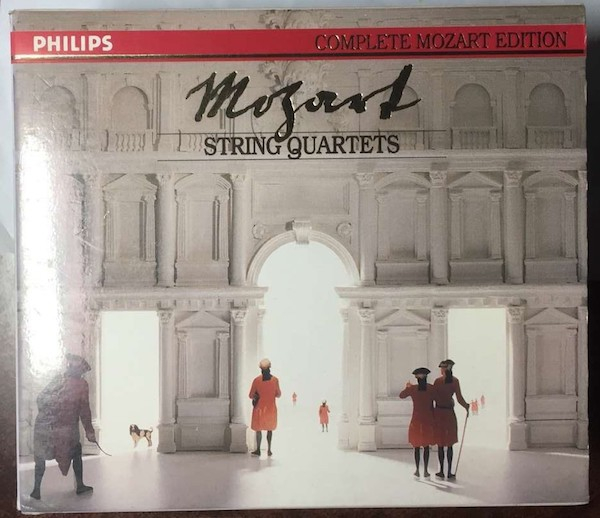 PHILIPS COMPLETE MOZART EDITION
Mozart
STRING QUARTETS